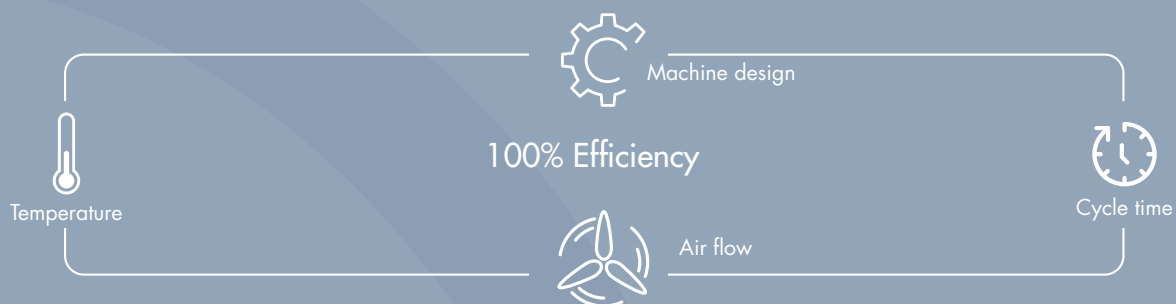 Machine design
100% Efficiency
Temperature
Cycle time
Air flow